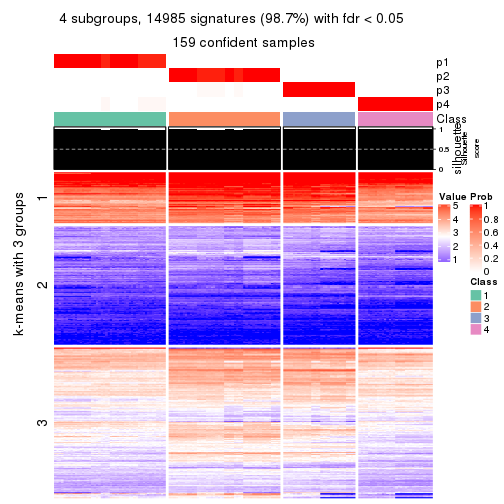 4 subgroups, 14985 signatures (98.7%) with fdr < 0.05
159 confident samples
p1
p2
p3
p4
Class
silhouette
Silhouette
score
1
0.5
0
k-means with 3 groups
1
2
3
Value
5
4
3
2
1
Prob
1
0.8
0.6
0.4
0.2
0
Class
1
2
3
4